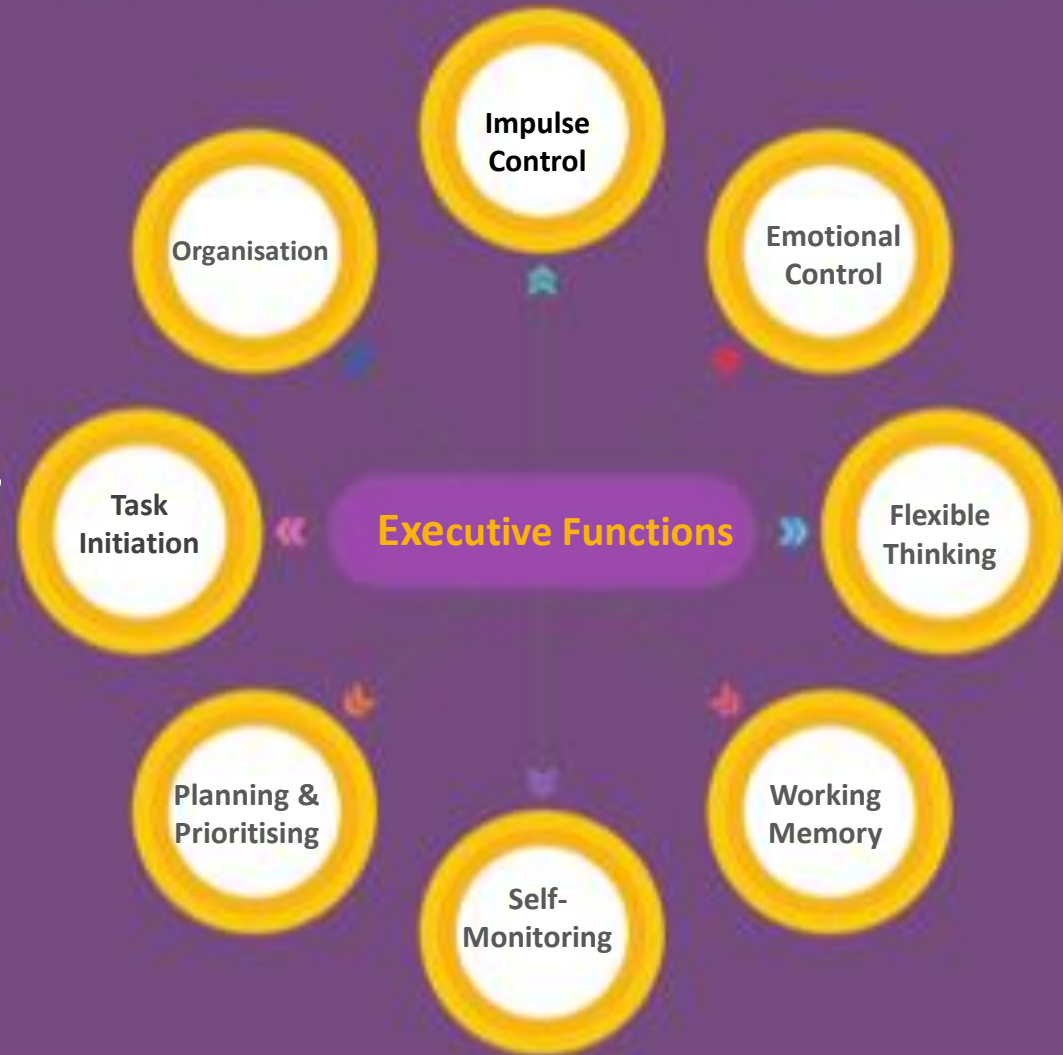 Impulse
Control
Organisation
Emotional
Control
Task
Initiation
Executive Functions
Flexible
Thinking
Planning &
Prioritising
Working
Memory
Self-
Monitoring